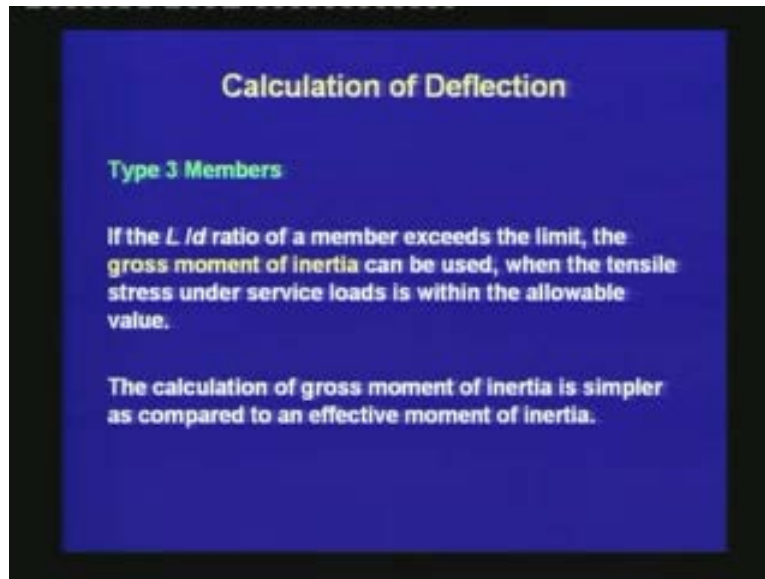 Calculation of Deflection
Type 3 Members
If the L /d ratio of a member exceeds the limit, the
gross moment of inertia can be used, when the tensile
stress under service loads is within the allowable
value.
The calculation of gross moment of inertia is simpler
as compared to an effective moment of inertia.